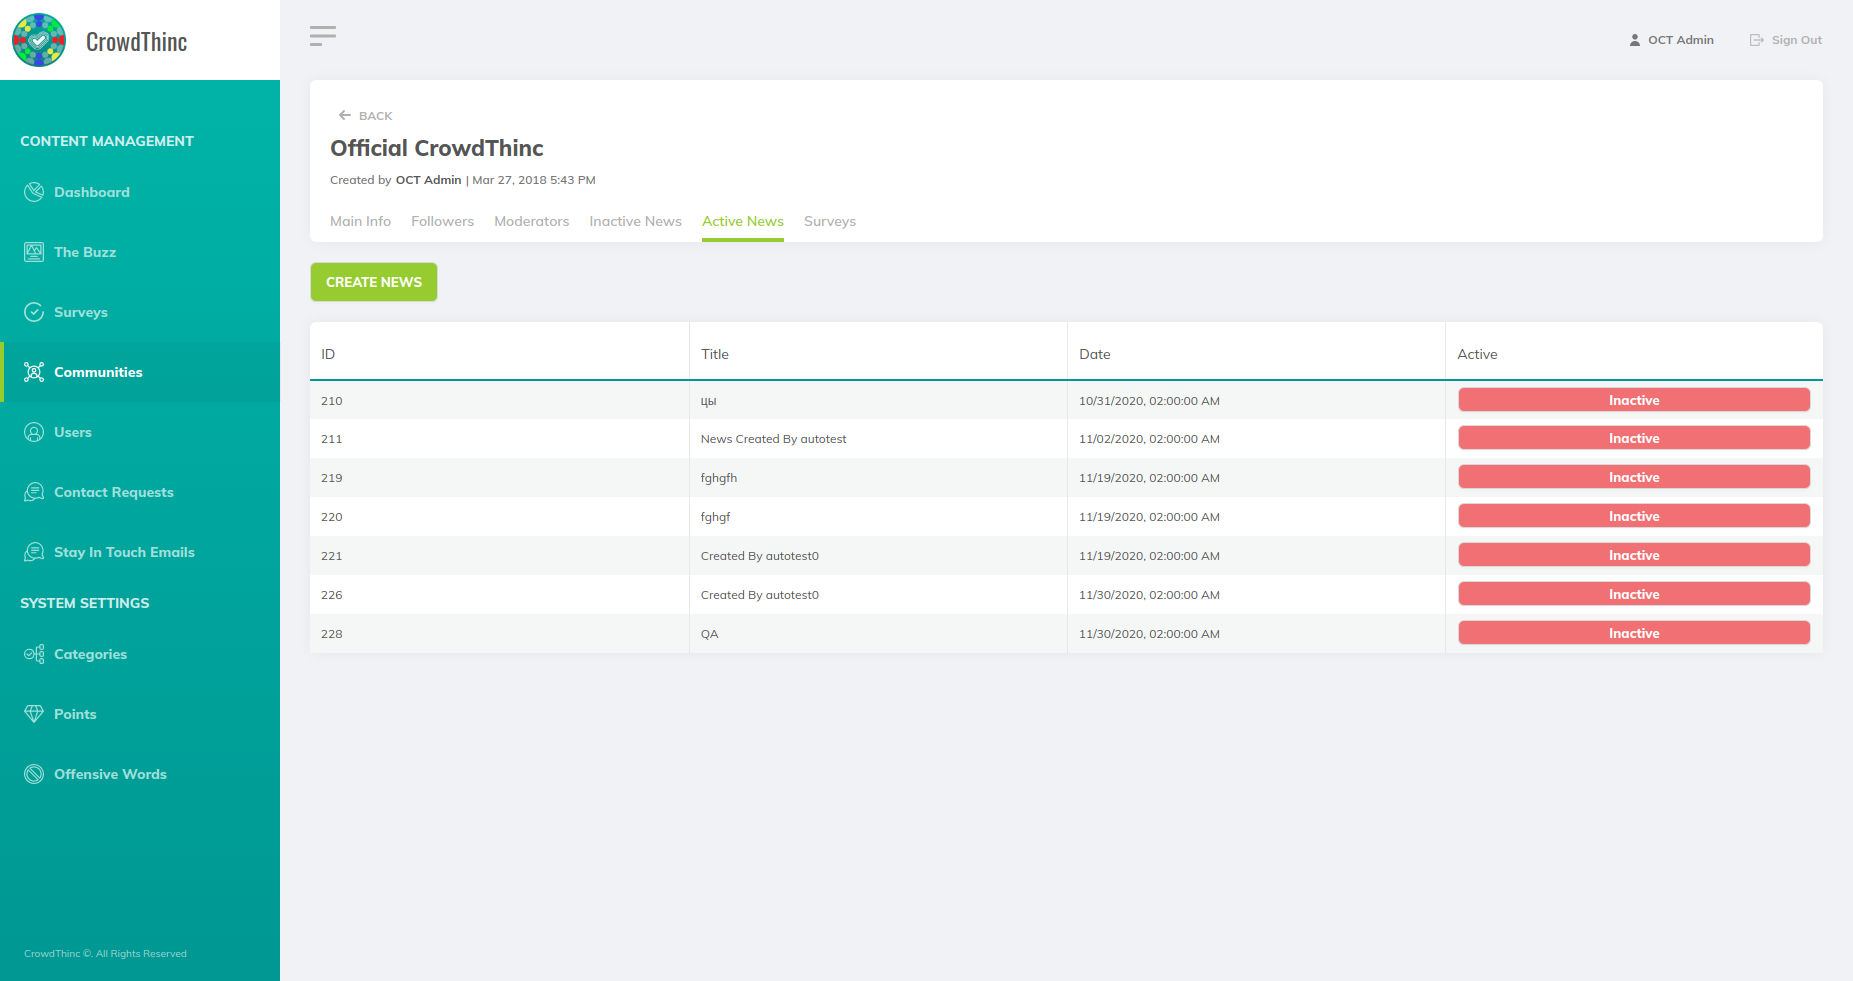 CrowdThinc
OCT Admin
Sign Out
CONTENT MANAGEMENT
Dashboard
The Buzz
Surveys
Communities
Users
Contact Requests
Stay In Touch Emails
SYSTEM SETTINGS
Categories
Points
Offensive Words
CrowdThinc ©. All Rights Reserved
BACK
Official CrowdThinc
Created by OCT Admin | Mar 27, 2018 5:43 PM
Main Info Followers Moderators Inactive News Active News Surveys
CREATE NEWS
ID Title Date Active
210 цы 10/31/2020, 02:00:00 AM Inactive
211 News Created By autotest 11/02/2020, 02:00:00 AM Inactive
219 fghgfh 11/19/2020, 02:00:00 AM Inactive
220 fghgf 11/19/2020, 02:00:00 AM Inactive
221 Created By autotest0 11/19/2020, 02:00:00 AM Inactive
226 Created By autotest0 11/30/2020, 02:00:00 AM Inactive
228 QA 11/30/2020, 02:00:00 AM Inactive